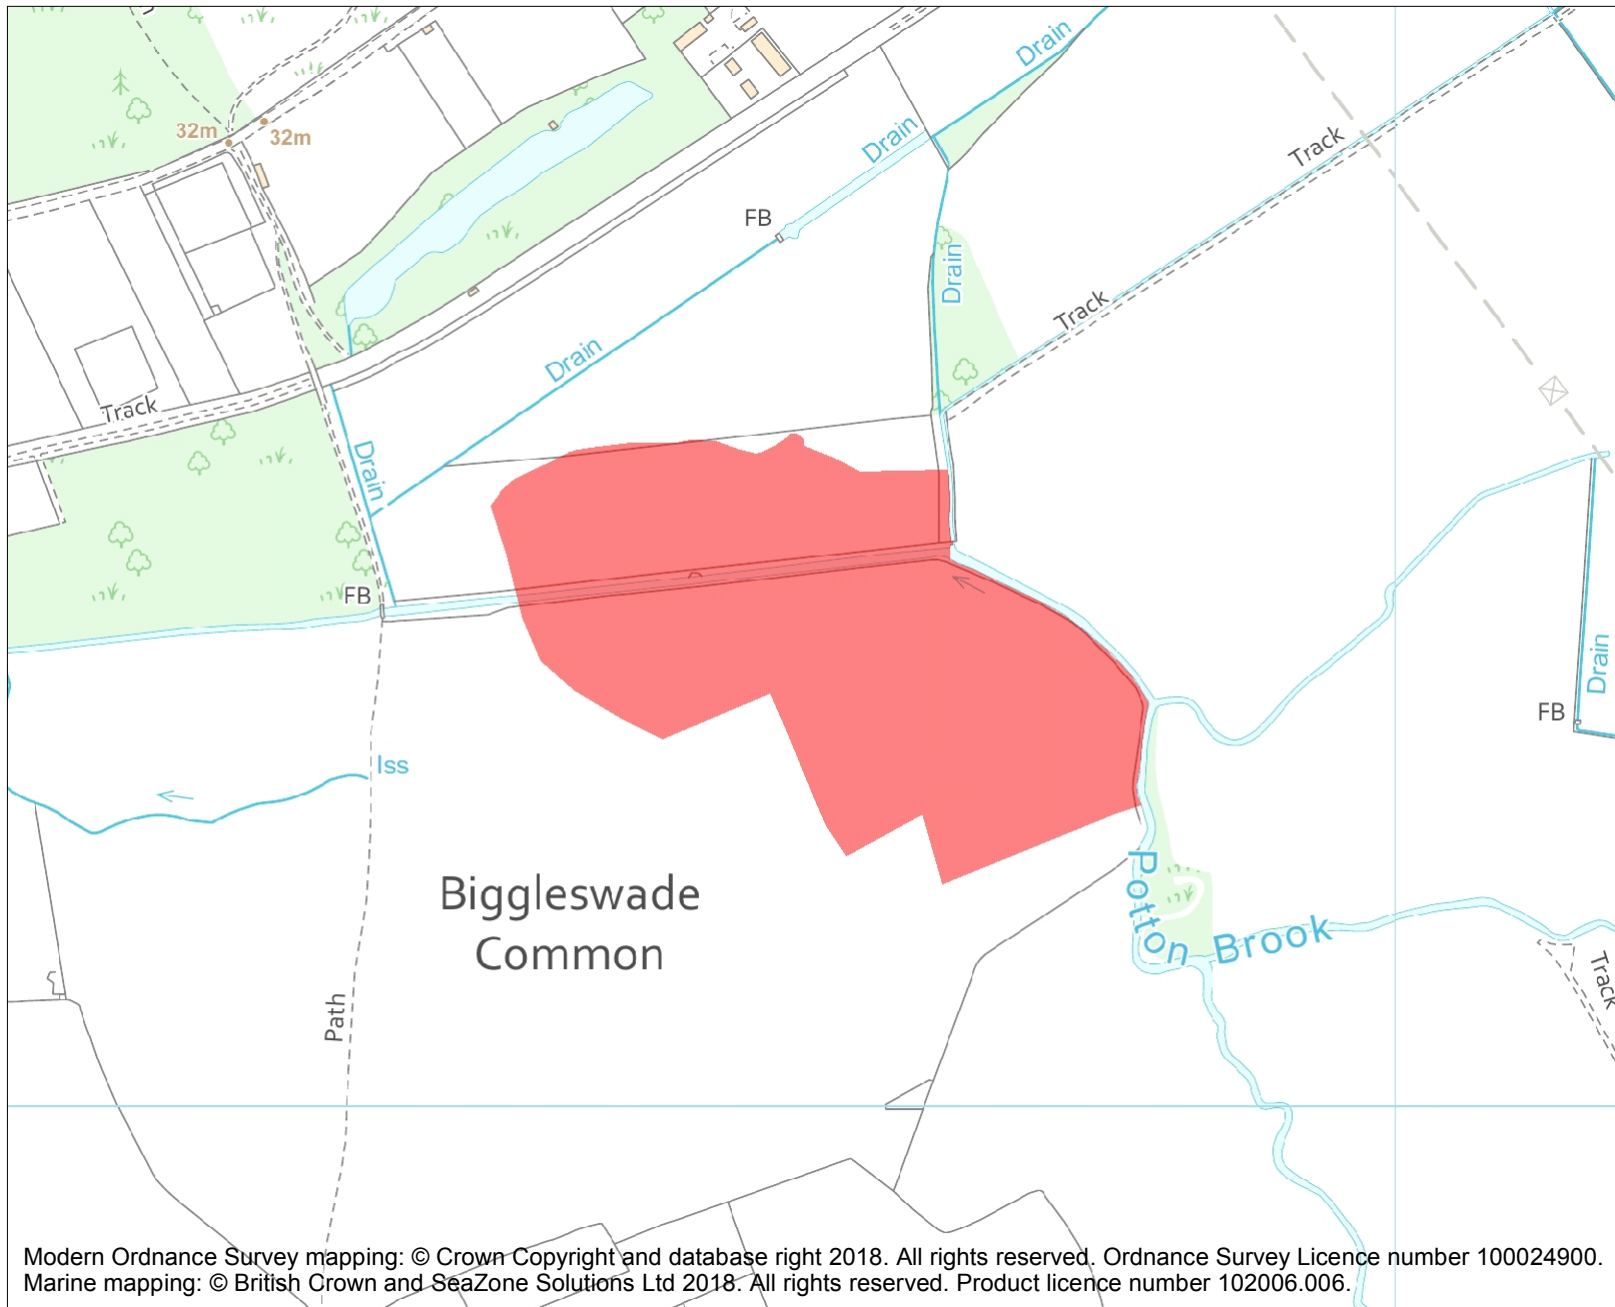 Drain
32m
32m
Drain
Track
FB
Drain
Track
Drain
Track
Drain
FB
Drain
FB
Iss
Biggleswade
Common
Potton Brook
Track
Path
Modern Ordnance Survey mapping: © Crown Copyright and database right 2018. All rights reserved. Ordnance Survey Licence number 100024900.
Marine mapping: © British Crown and SeaZone Solutions Ltd 2018. All rights reserved. Product licence number 102006.006.